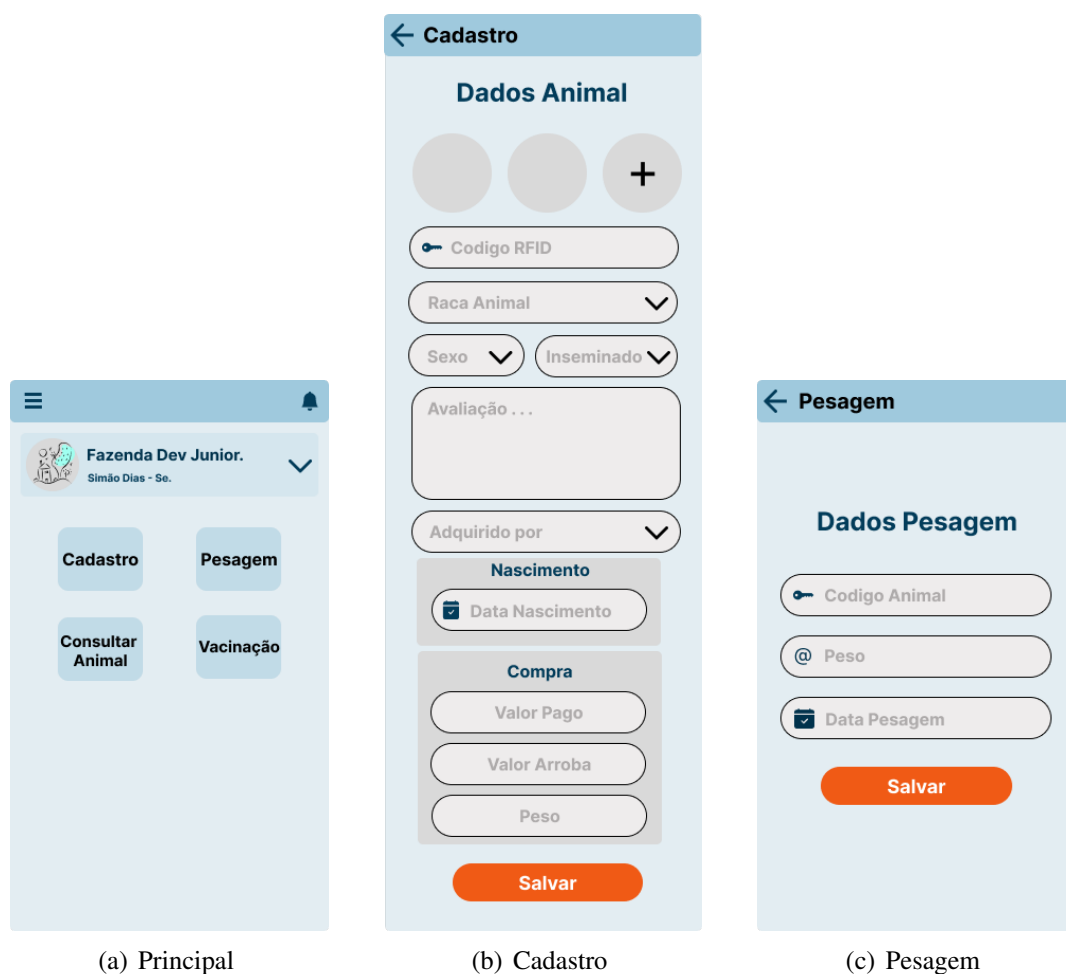 Fazenda Dev Junior.
Simão Dias - Se.
Cadastro
Pesagem
Consultar
Animal
Vacinação
(a) Principal
Cadastro
Dados Animal
+
Codigo RFID
Raca Animal
Sexo
Inseminado
Avaliação . . .
Adquirido por
Nascimento
Data Nascimento
Compra
Valor Pago
Valor Arroba
Peso
Salvar
(b) Cadastro
Pesagem
Dados Pesagem
Codigo Animal
@ Peso
Data Pesagem
Salvar
(c) Pesagem